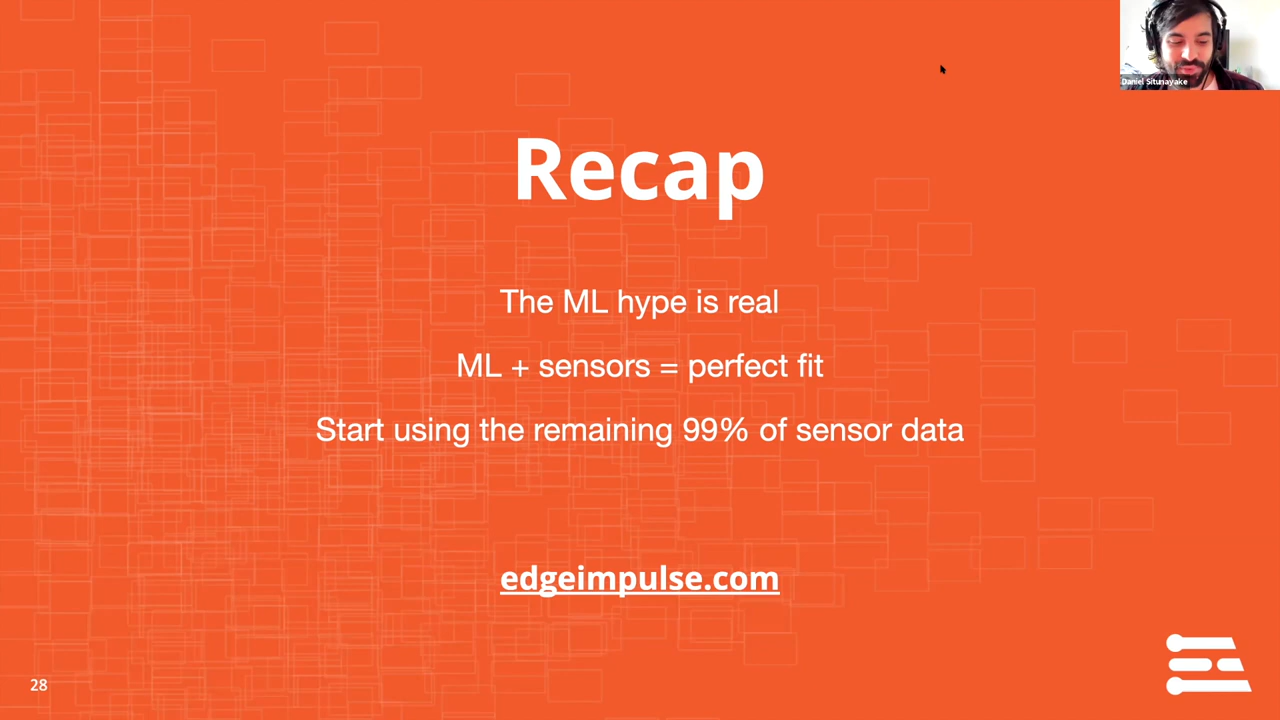 Daniel Situnayake
Recap
The ML hype is real
ML + sensors = perfect fit
Start using the remaining 99% of sensor data
edgeimpulse.com
28